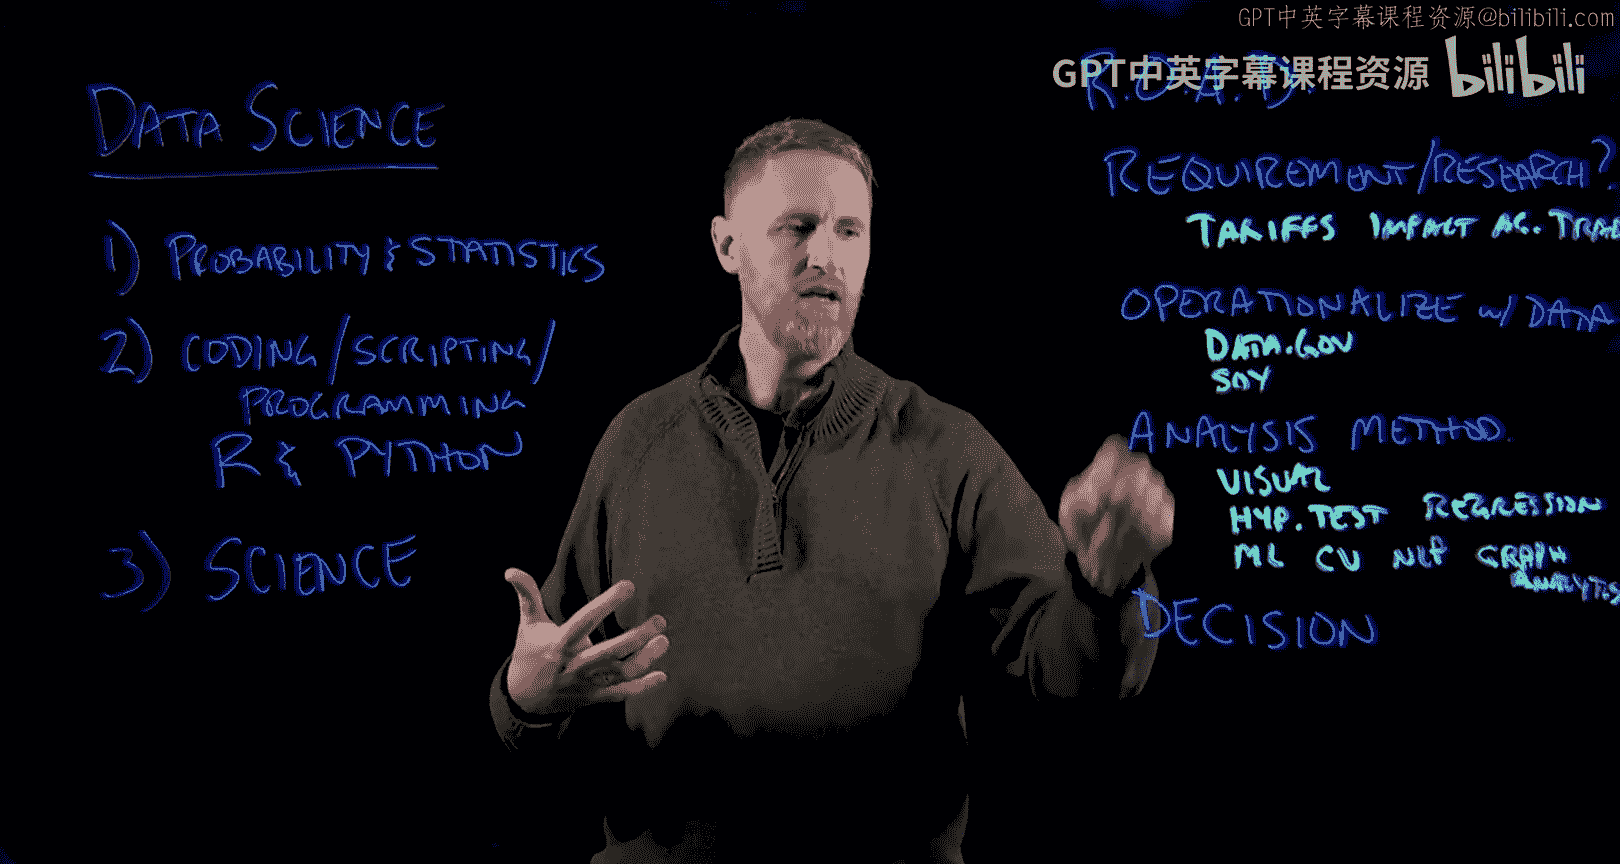 GPT中英字幕课程资源@bilibili.com
GPT中英字幕课程资源 bilibili
DATA SCIENCE
1) PROBABILITY & STATISTICS
2) CODING/SCRIPTING/
PROGRAMMING
R & PYTHON
3) SCIENCE
R.O.A.D.
REQUIREMENT/RESEARCH?
TARIFFS IMPACT AG. TRAD
OPERATIONALIZE w/ DATA
DATA.GOV
SOY
ANALYSIS METHOD.
VISUAL
HYP. TEST REGRESSION
ML CV NLP GRAPH
ANALYTICS
DECISION